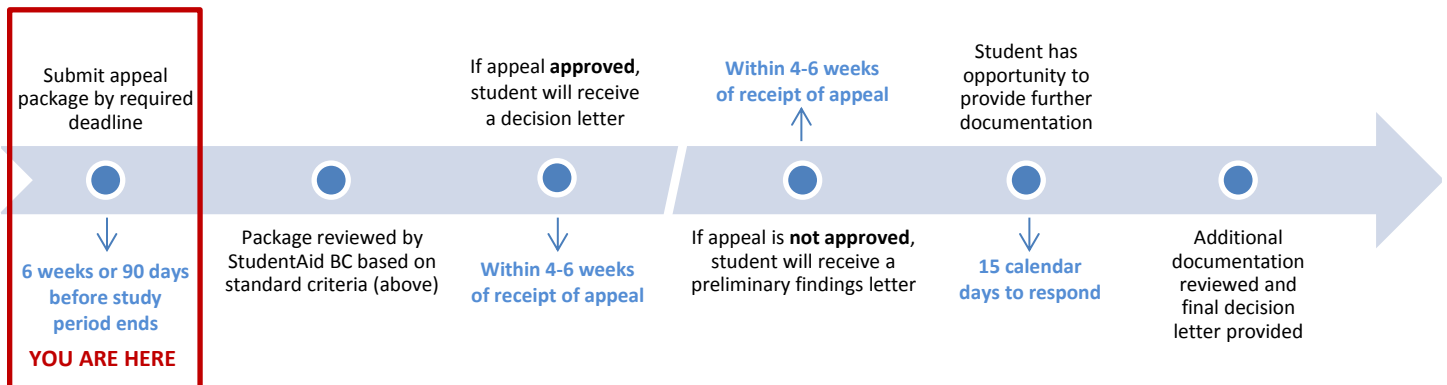 Submit appeal
package by required
deadline
6 weeks or 90 days
before study
period ends
YOU ARE HERE
Package reviewed by
StudentAid BC based on
standard criteria (above)
If appeal approved,
student will receive
a decision letter
Within 4-6 weeks
of receipt of appeal
Within 4-6 weeks
of receipt of appeal
If appeal is not approved,
student will receive a
preliminary findings letter
Student has
opportunity to
provide further
documentation
15 calendar
days to respond
Additional
documentation
reviewed and
final decision
letter provided